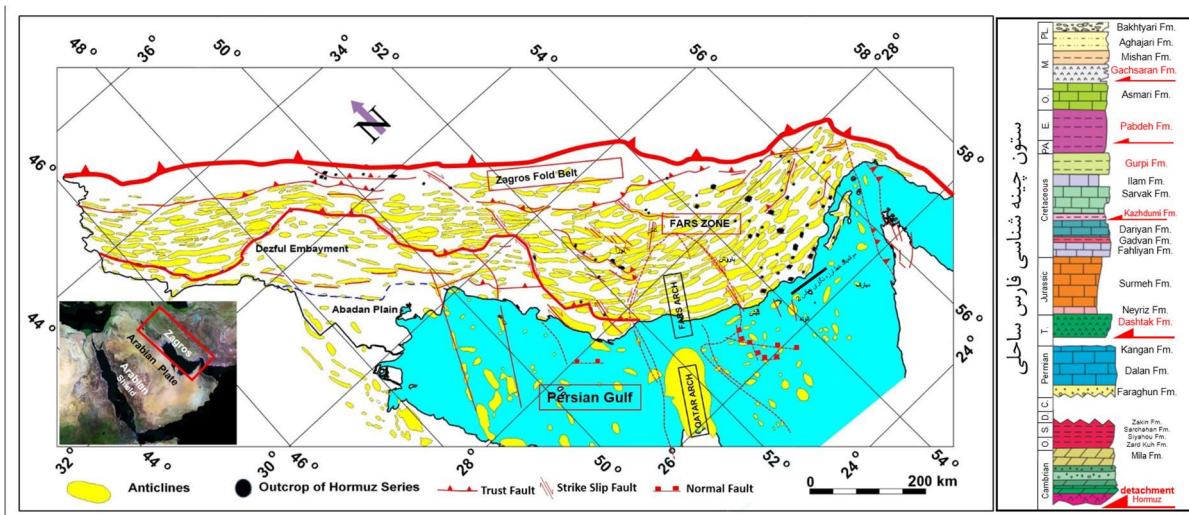 48 º
36 º
50 º
34 º
52 º
54 º
56 º
58 º
28 º
46 º
58 º
N
Zagros Fold Belt
FARS ZONE
Dezful Embayment
Abadan Plain
FARS ARCH
56 º
24 º
44 º
Zagros
Arabian Plate
Arabian Shield
Persian Gulf
QATAR ARCH
32 º
44 º
30 º
46 º
28 º
50 º
26 º
52 º
24 º
54 º
Anticlines
Outcrop of Hormuz Series
Trust Fault
Strike Slip Fault
Normal Fault
0
200 km
ستون چینه شناسی فارس ساحلی
PL.
M.
O.
E.
PA.
Cretaceous
Jurassic
T.
Permian
C.
D.
S.
O.
Cambrian
Bakhtyari Fm.
Aghajari Fm.
Mishan Fm.
Gachsaran Fm.
Asmari Fm.
Pabdeh Fm.
Gurpi Fm.
Ilam Fm.
Sarvak Fm.
Kazhdumi Fm.
Dariyan Fm.
Gadvan Fm.
Fahliyan Fm.
Surmeh Fm.
Neyriz Fm.
Dashtak Fm.
Kangan Fm.
Dalan Fm.
Faraghun Fm.
Zakin Fm.
Sarchahan Fm.
Siyahou Fm.
Zard Kuh Fm.
Mila Fm.
detachment
Hormuz